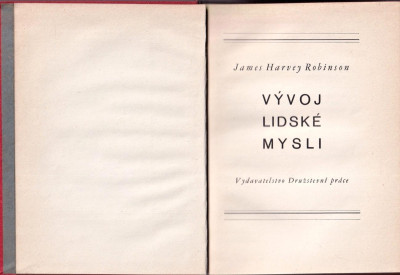 James Harvey Robinson
VÝVOJ
LIDSKÉ
MYSLI
Vydavatelstvo Družstevní práce